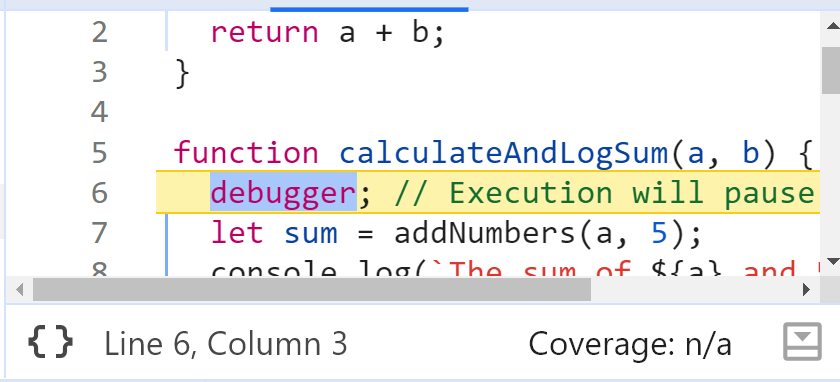 2 return a + b;
3 }
4
5 function calculateAndLogSum(a, b) {
6 debugger; // Execution will pause
7 let sum = addNumbers(a, 5);
8 console.log(`The sum of ${a} and
{} Line 6, Column 3 Coverage: n/a